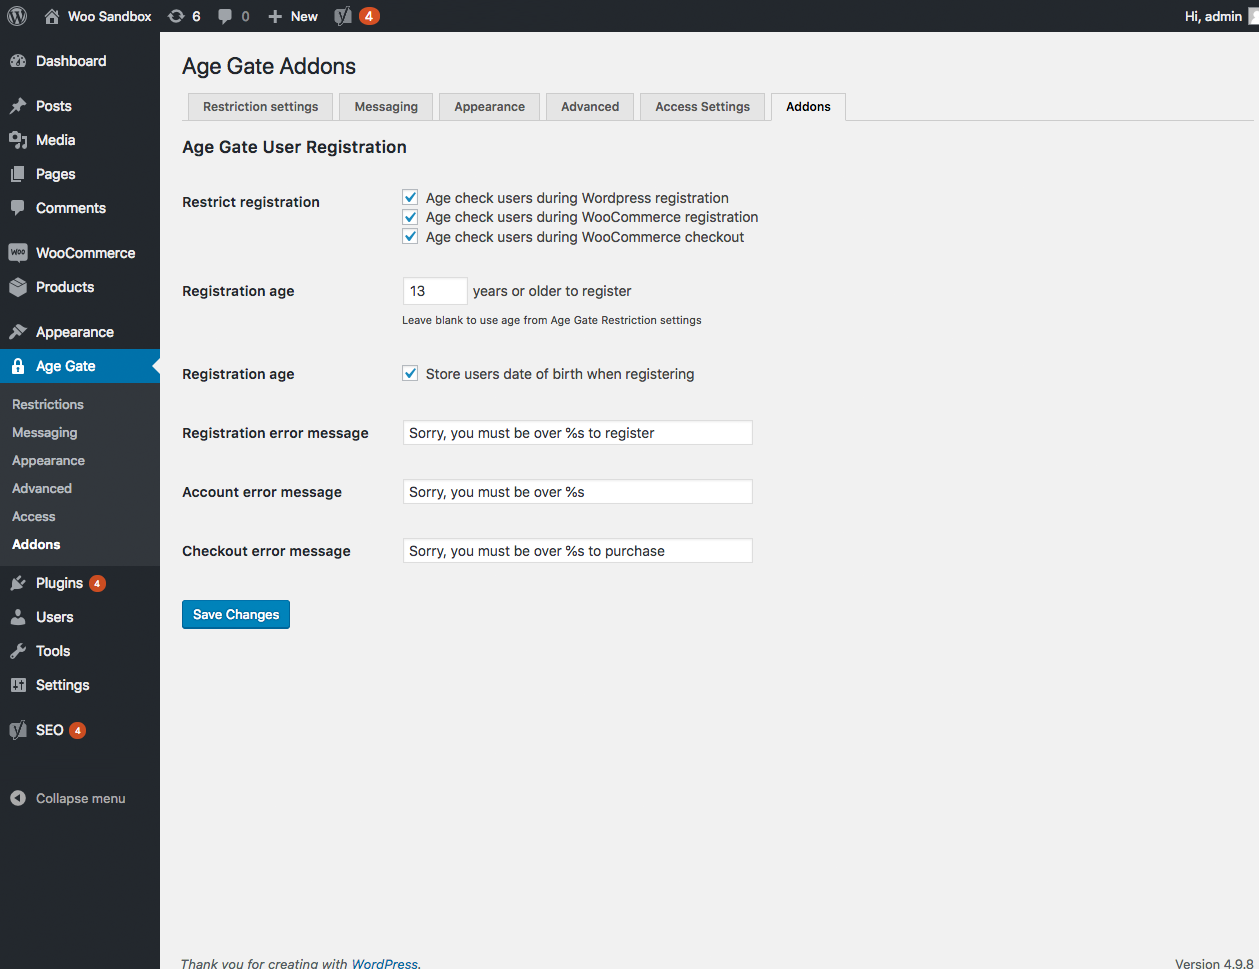 Woo Sandbox 6 0 New 4 Hi, admin
Dashboard
Posts
Media
Pages
Comments
WooCommerce
Products
Appearance
Age Gate
Restrictions
Messaging
Appearance
Advanced
Access
Addons
Plugins 4
Users
Tools
Settings
SEO 4
Collapse menu
Age Gate Addons
Restriction settings Messaging Appearance Advanced Access Settings Addons
Age Gate User Registration
Restrict registration Age check users during Wordpress registration
Age check users during WooCommerce registration
Age check users during WooCommerce checkout
Registration age 13 years or older to register
Leave blank to use age from Age Gate Restriction settings
Registration age Store users date of birth when registering
Registration error message Sorry, you must be over %s to register
Account error message Sorry, you must be over %s
Checkout error message Sorry, you must be over %s to purchase
Save Changes
Thank you for creating with WordPress. Version 4.9.8